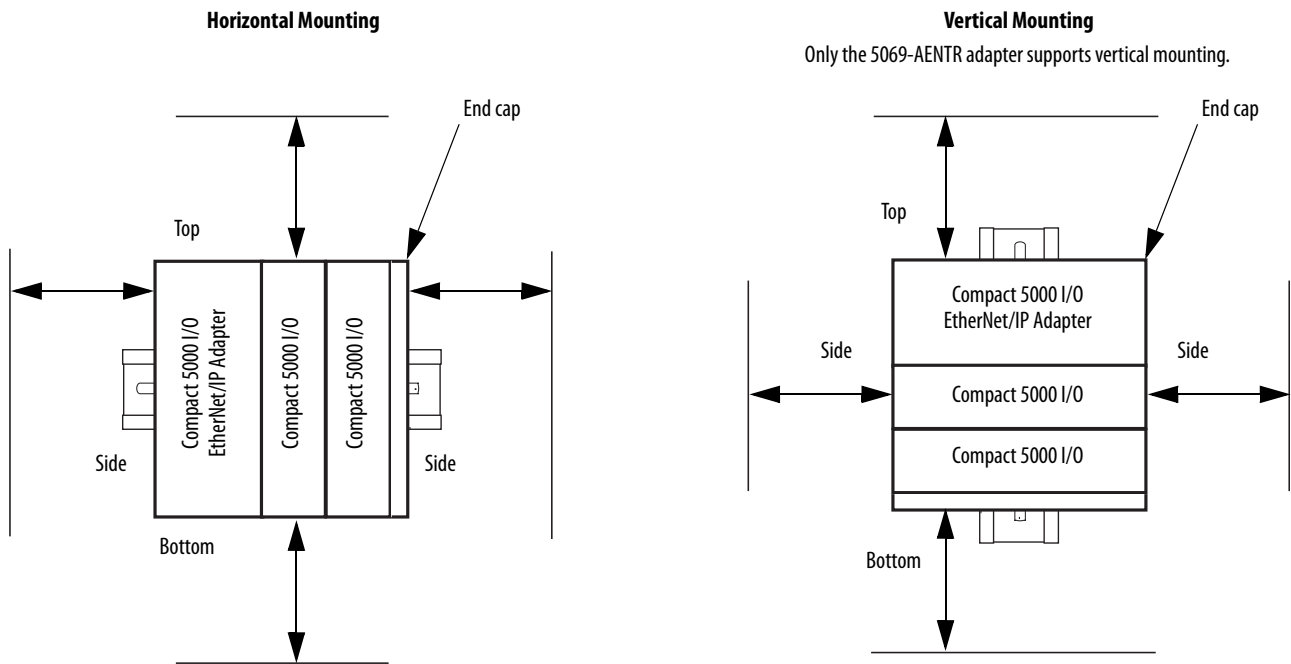 Horizontal Mounting
End cap
Top
Compact 5000 I/O
EtherNet/IP Adapter
Compact 5000 I/O
Compact 5000 I/O
Side
Side
Bottom
Vertical Mounting
Only the 5069-AENTR adapter supports vertical mounting.
End cap
Top
Compact 5000 I/O
EtherNet/IP Adapter
Side
Side
Compact 5000 I/O
Compact 5000 I/O
Bottom